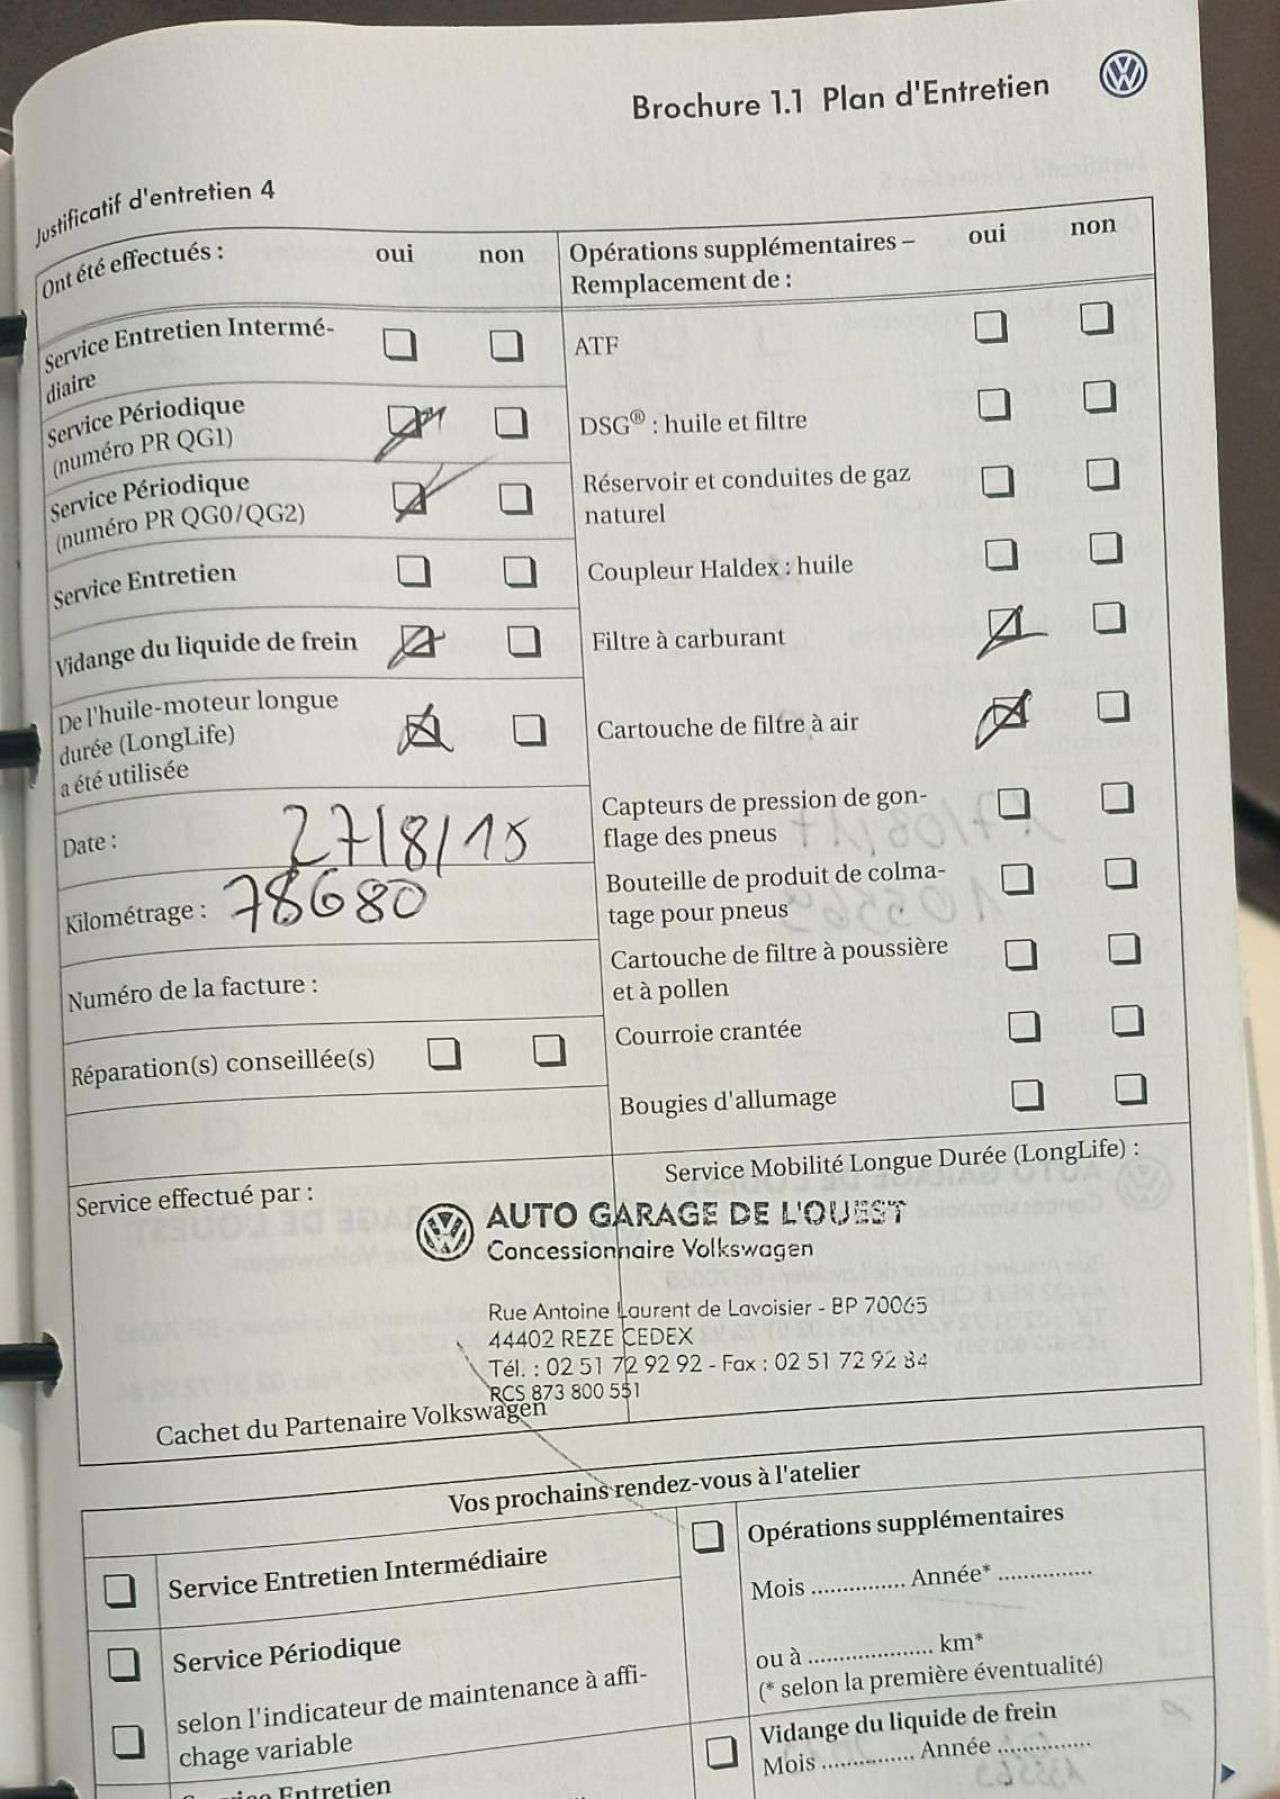 Brochure 1.1 Plan d'Entretien
Justificatif d'entretien 4
Ont été effectués : oui non
Service Entretien Intermé-
diaire
Service Périodique
(numéro PR QG1)
Service Périodique
(numéro PR QG0/QG2)
Service Entretien
Vidange du liquide de frein
De l'huile-moteur longue
durée (LongLife)
a été utilisée
Date : 27/8/15
Kilométrage : 78680
Numéro de la facture :
Réparation(s) conseillée(s)
Opérations supplémentaires – oui non
Remplacement de :
ATF
DSG® : huile et filtre
Réservoir et conduites de gaz
naturel
Coupleur Haldex : huile
Filtre à carburant
Cartouche de filtre à air
Capteurs de pression de gon-
flage des pneus
Bouteille de produit de colma-
tage pour pneus
Cartouche de filtre à poussière
et à pollen
Courroie crantée
Bougies d'allumage
Service effectué par :
Service Mobilité Longue Durée (LongLife) :
AUTO GARAGE DE L'OUEST
Concessionnaire Volkswagen
Rue Antoine Laurent de Lavoisier - BP 70065
44402 REZE CEDEX
Tél. : 02 51 72 92 92 - Fax : 02 51 72 92 84
RCS 873 800 551
Cachet du Partenaire Volkswagen
Vos prochains rendez-vous à l'atelier
Service Entretien Intermédiaire
Service Périodique
selon l'indicateur de maintenance à affi-
chage variable
Service Entretien
Opérations supplémentaires
Mois ............... Année* ...............
ou à .................... km*
(* selon la première éventualité)
Vidange du liquide de frein
Mois ............... Année ...............